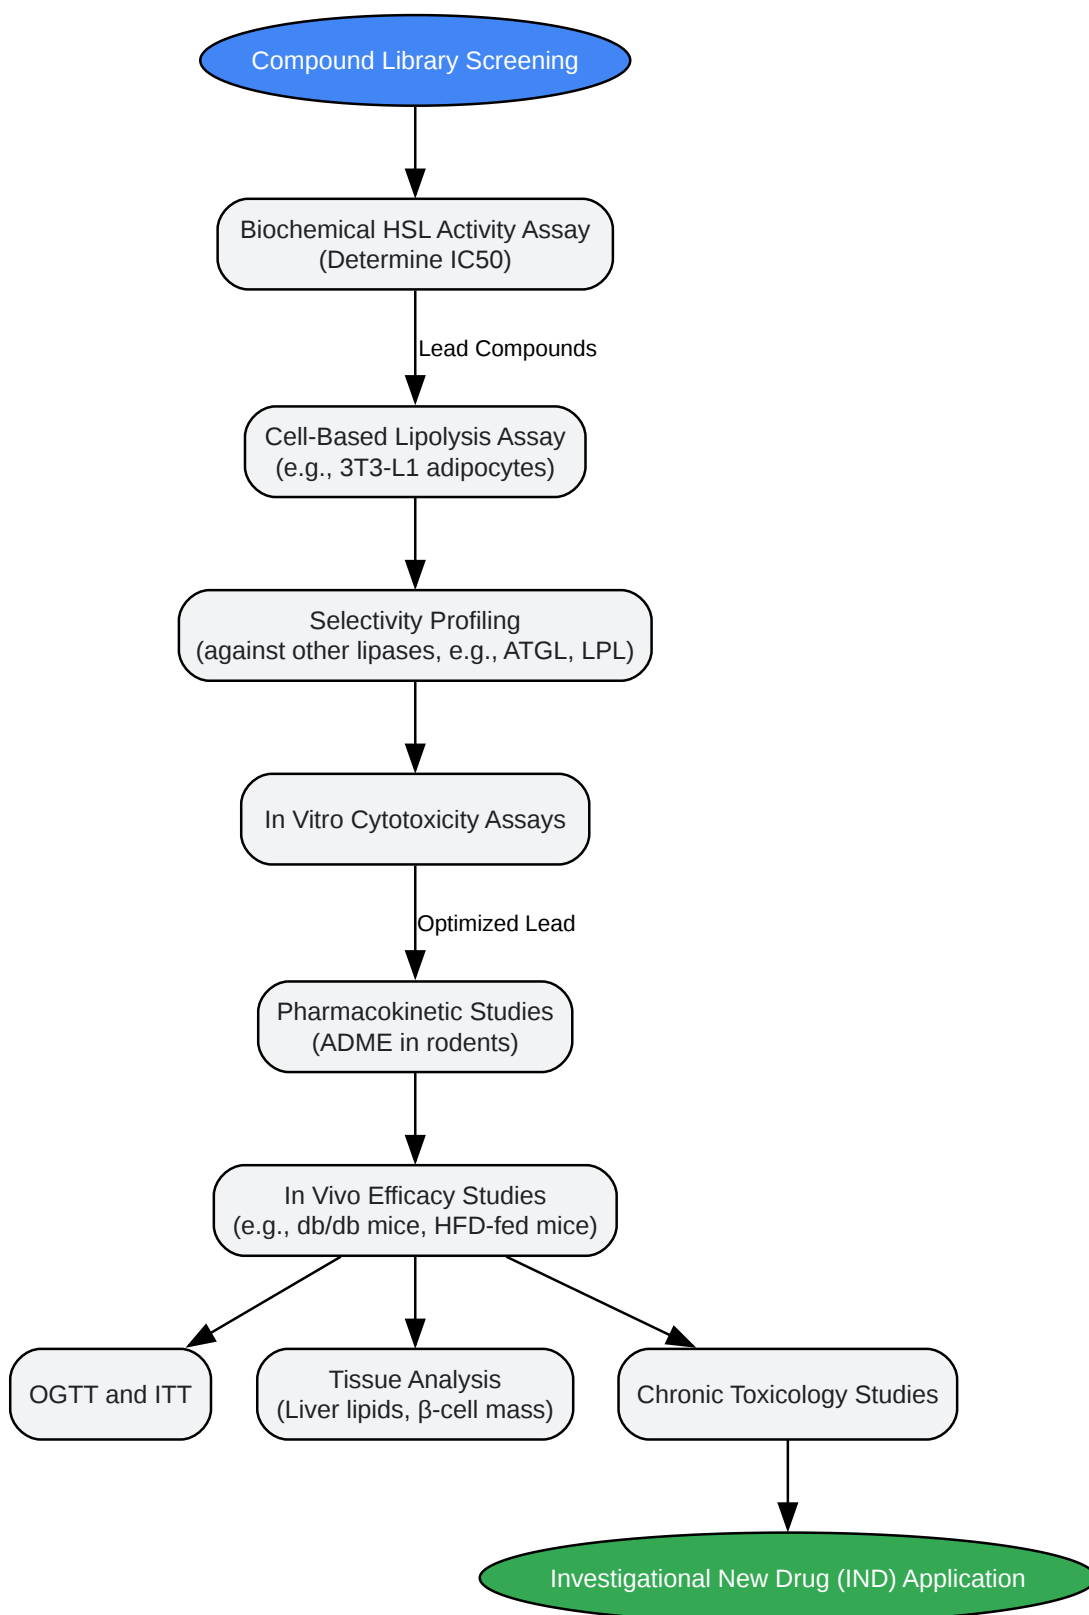 Compound Library Screening
Biochemical HSL Activity Assay
(Determine IC50)
Lead Compounds
Cell-Based Lipolysis Assay
(e.g., 3T3-L1 adipocytes)
Selectivity Profiling
(against other lipases, e.g., ATGL, LPL)
In Vitro Cytotoxicity Assays
Optimized Lead
Pharmacokinetic Studies
(ADME in rodents)
In Vivo Efficacy Studies
(e.g., db/db mice, HFD-fed mice)
OGTT and ITT
Tissue Analysis
(Liver lipids, β-cell mass)
Chronic Toxicology Studies
Investigational New Drug (IND) Application